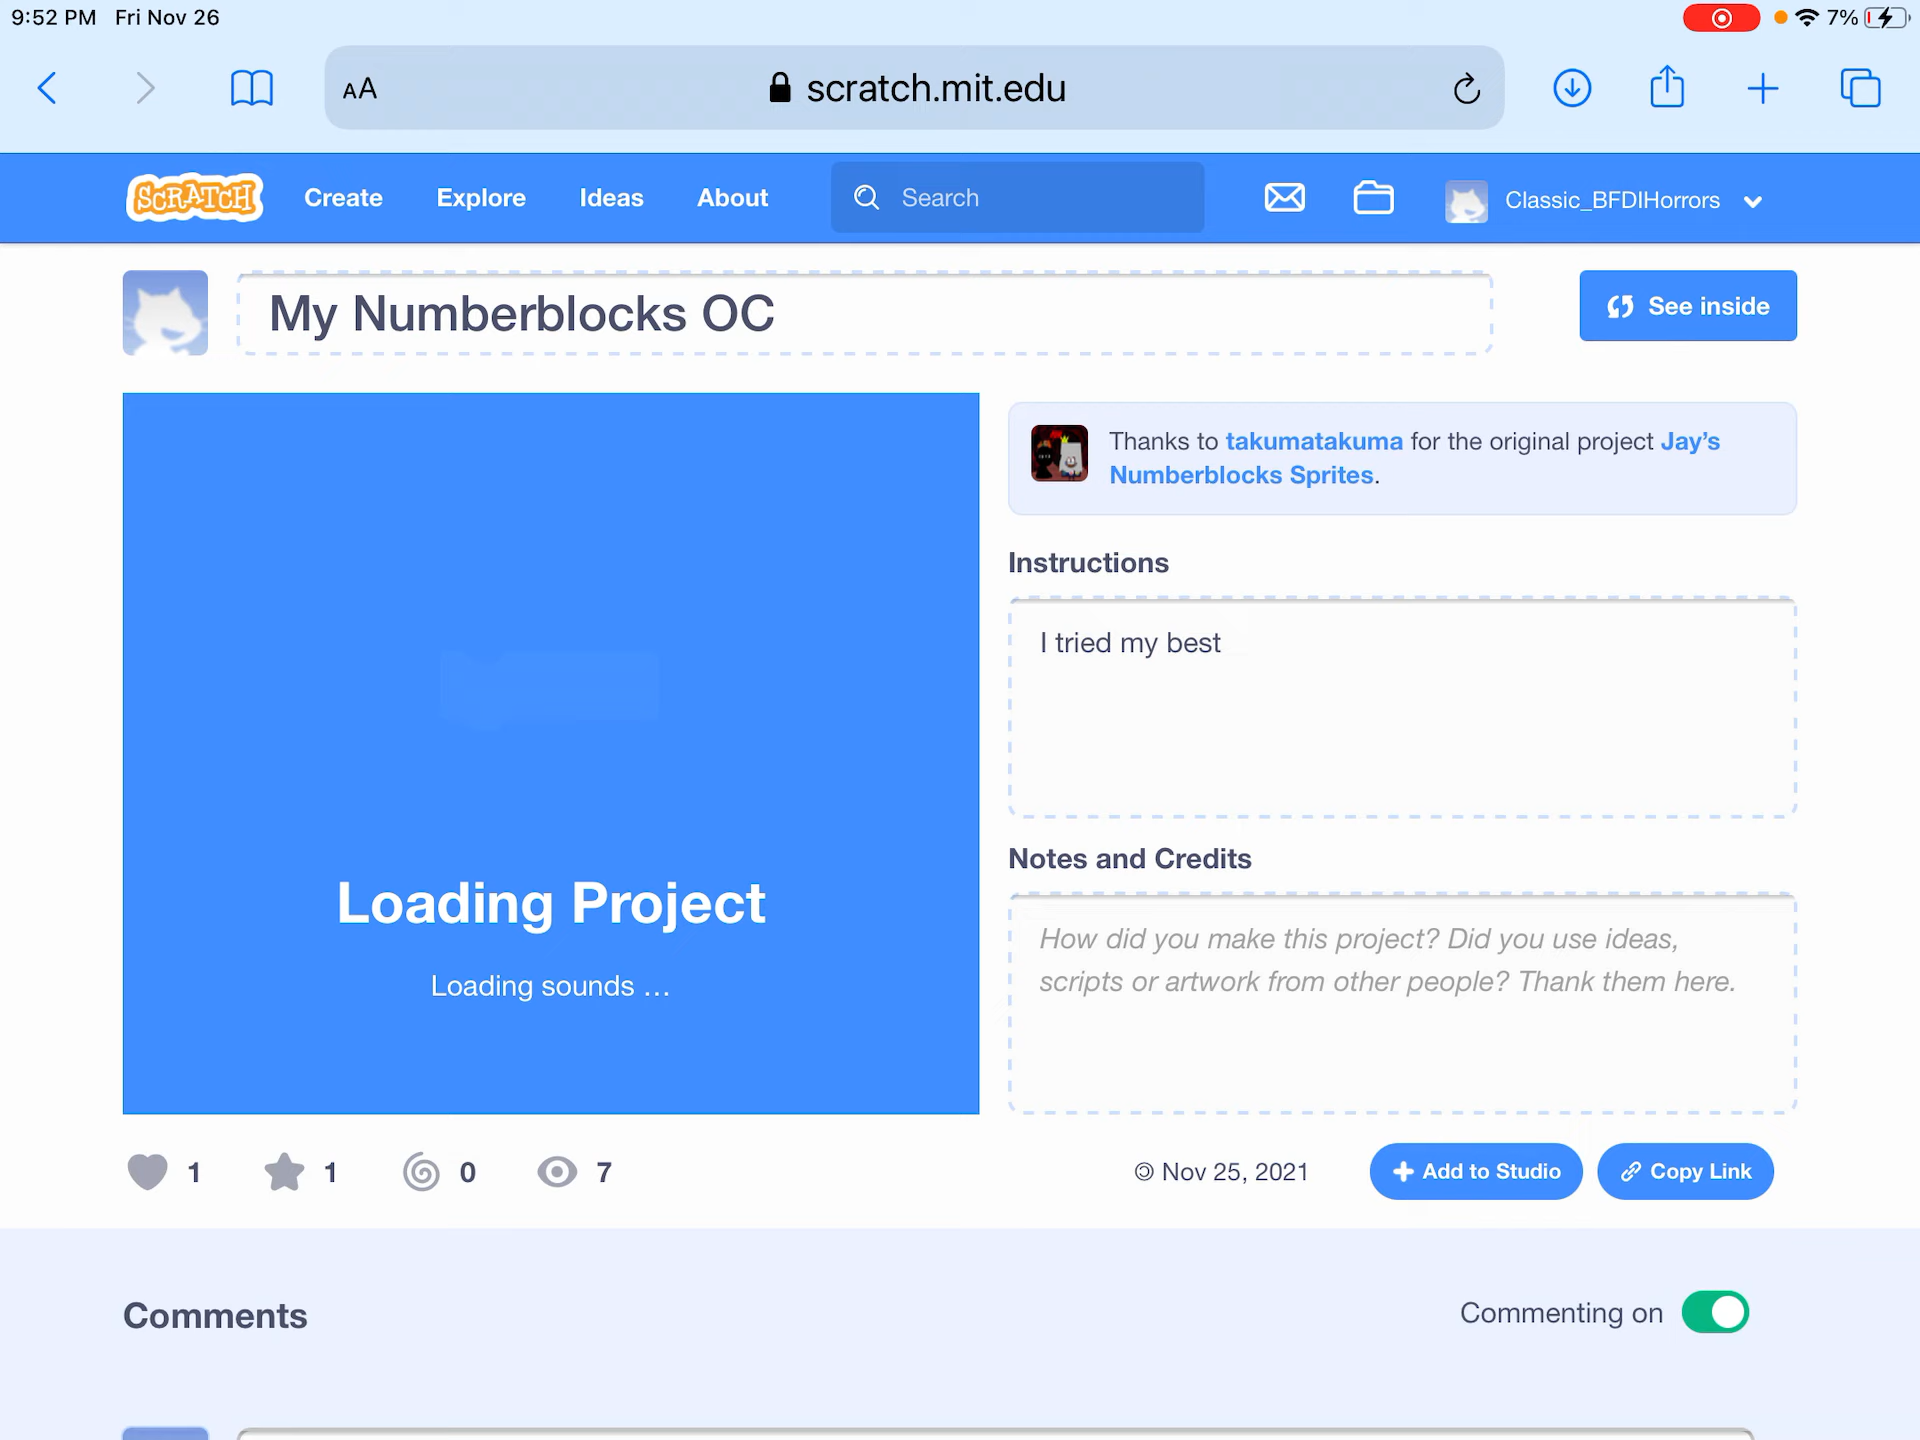 9:52 PM Fri Nov 26
7%
AA
scratch.mit.edu
SCRATCH
Create
Explore
Ideas
About
Search
Classic_BFDIHorrors
My Numberblocks OC
See inside
Thanks to takumatakuma for the original project Jay's
Numberblocks Sprites.
Instructions
I tried my best
Notes and Credits
How did you make this project? Did you use ideas,
scripts or artwork from other people? Thank them here.
Loading Project
Loading sounds ...
1
1
0
7
Nov 25, 2021
Add to Studio
Copy Link
Comments
Commenting on